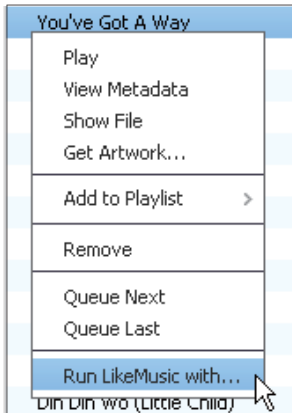 You've Got A Way
Play
View Metadata
Show File
Get Artwork...
Add to Playlist >
Remove
Queue Next
Queue Last
Run LikeMusic with...
Din Din Wo (Little Child)